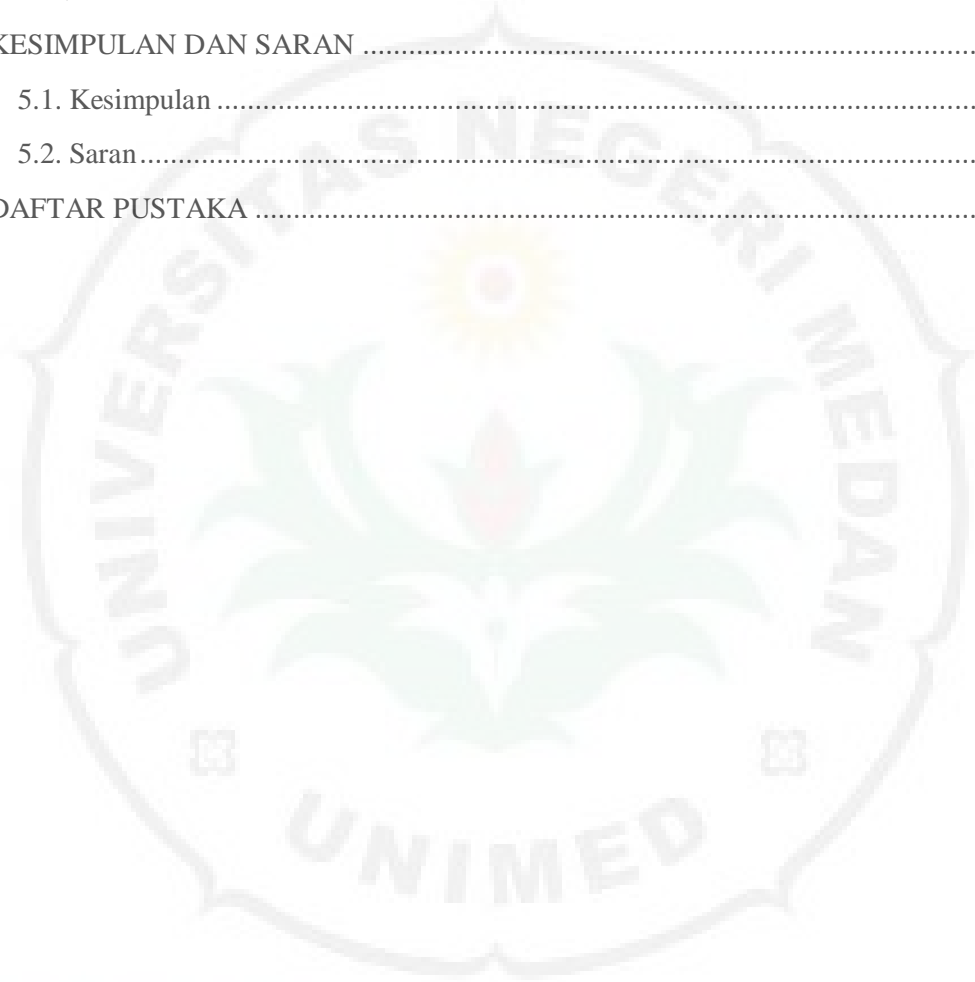 KESIMPULAN DAN SARAN ................................................................................
5.1. Kesimpulan ................................................................................
5.2. Saran................................................................................
DAFTAR PUSTAKA ................................................................................
UNIVERSITAS NEGERI MEDAN
UNIMED